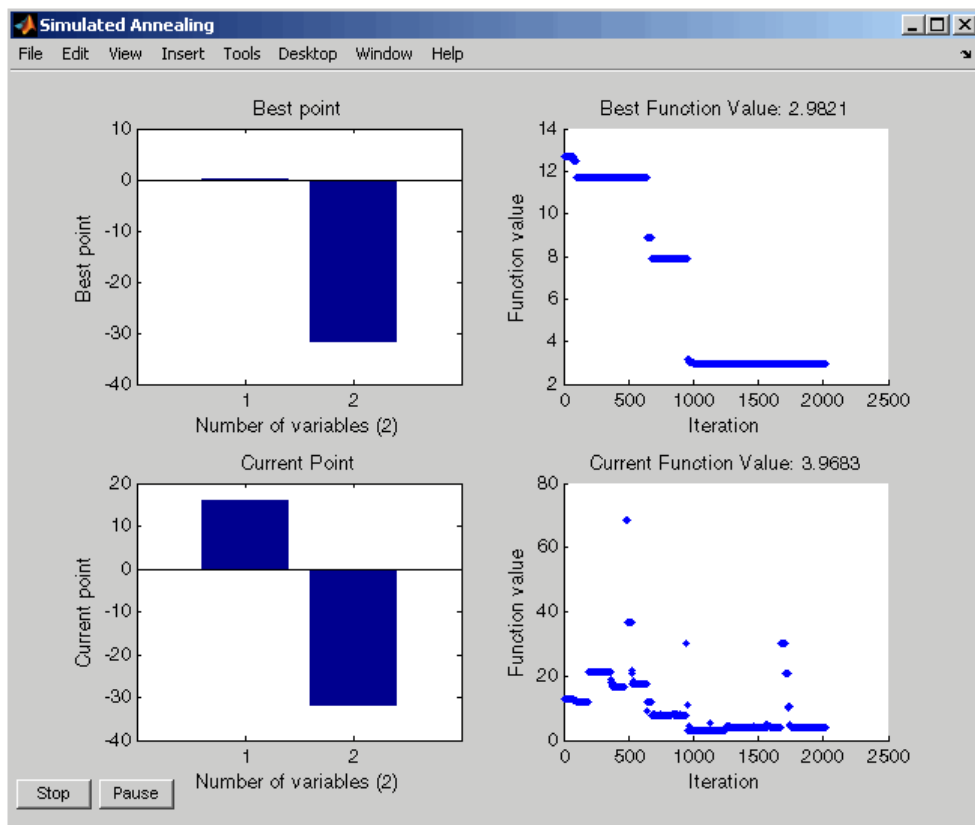 Simulated Annealing
File Edit View Insert Tools Desktop Window Help
Best point
10
0
-10
-20
-30
-40
Best point
1 2
Number of variables (2)
Best Function Value: 2.9821
14
12
10
8
6
4
2
Function value
0 500 1000 1500 2000 2500
Iteration
Current Point
20
10
0
-10
-20
-30
-40
Current point
1 2
Number of variables (2)
Current Function Value: 3.9683
80
60
40
20
0
Function value
0 500 1000 1500 2000 2500
Iteration
Stop Pause